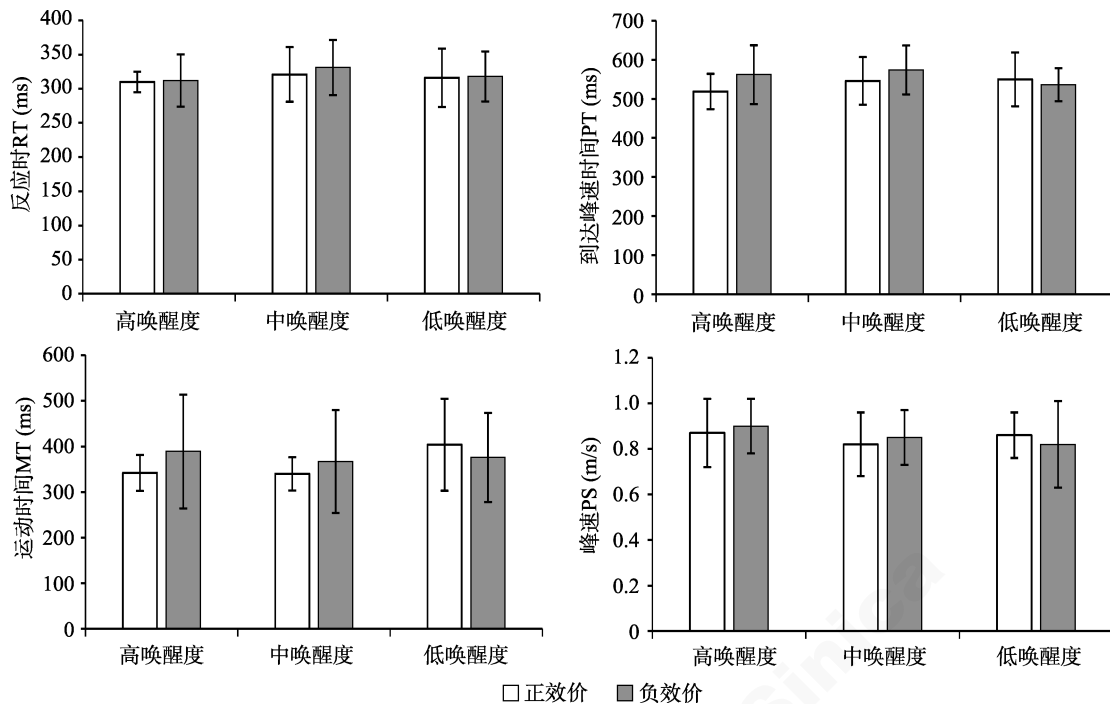 反应时RT (ms)
400
350
300
250
200
150
100
50
0
高唤醒度
中唤醒度
低唤醒度
到达峰速时间PT (ms)
700
600
500
400
300
200
100
0
高唤醒度
中唤醒度
低唤醒度
运动时间MT (ms)
600
500
400
300
200
100
0
高唤醒度
中唤醒度
低唤醒度
峰速PS (m/s)
1.2
1.0
0.8
0.6
0.4
0.2
0
高唤醒度
中唤醒度
低唤醒度
正效价
负效价
Sinica